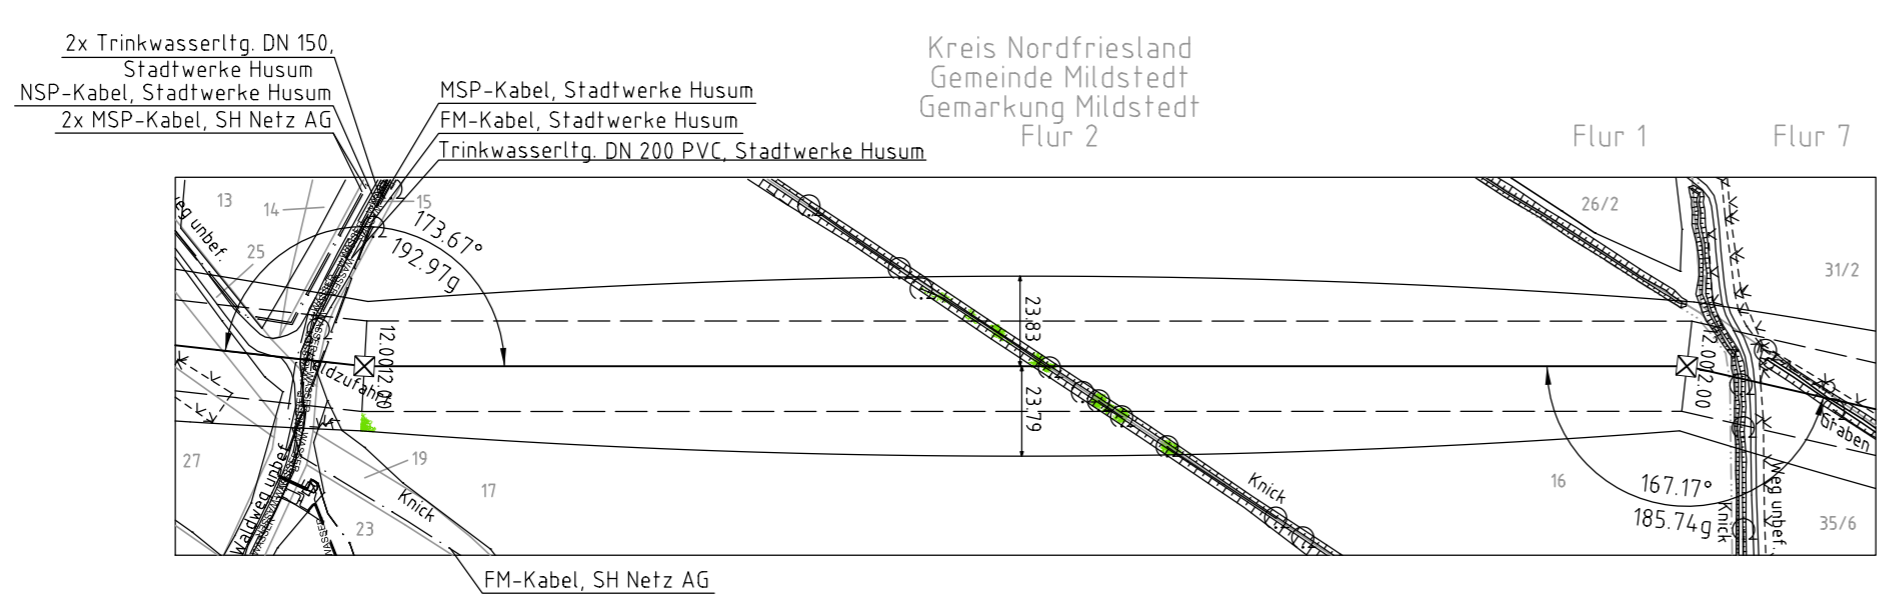 2x Trinkwasserltg. DN 150,
Stadtwerke Husum
NSP-Kabel, Stadtwerke Husum
2x MSP-Kabel, SH Netz AG
MSP-Kabel, Stadtwerke Husum
FM-Kabel, Stadtwerke Husum
Trinkwasserltg. DN 200 PVC, Stadtwerke Husum
Kreis Nordfriesland
Gemeinde Mildstedt
Gemarkung Mildstedt
Flur 2
Flur 1
Flur 7
13
14
15
25
unbef.
173.67°
192.97g
26/2
31/2
23.83
23.79
12.00
12.00
12.00
Graben
27
19
17
23
Knick
Waldweg unbef.
WASSER
Knick
16
167.17°
185.74g
Knick
Weg unbef.
35/6
FM-Kabel, SH Netz AG